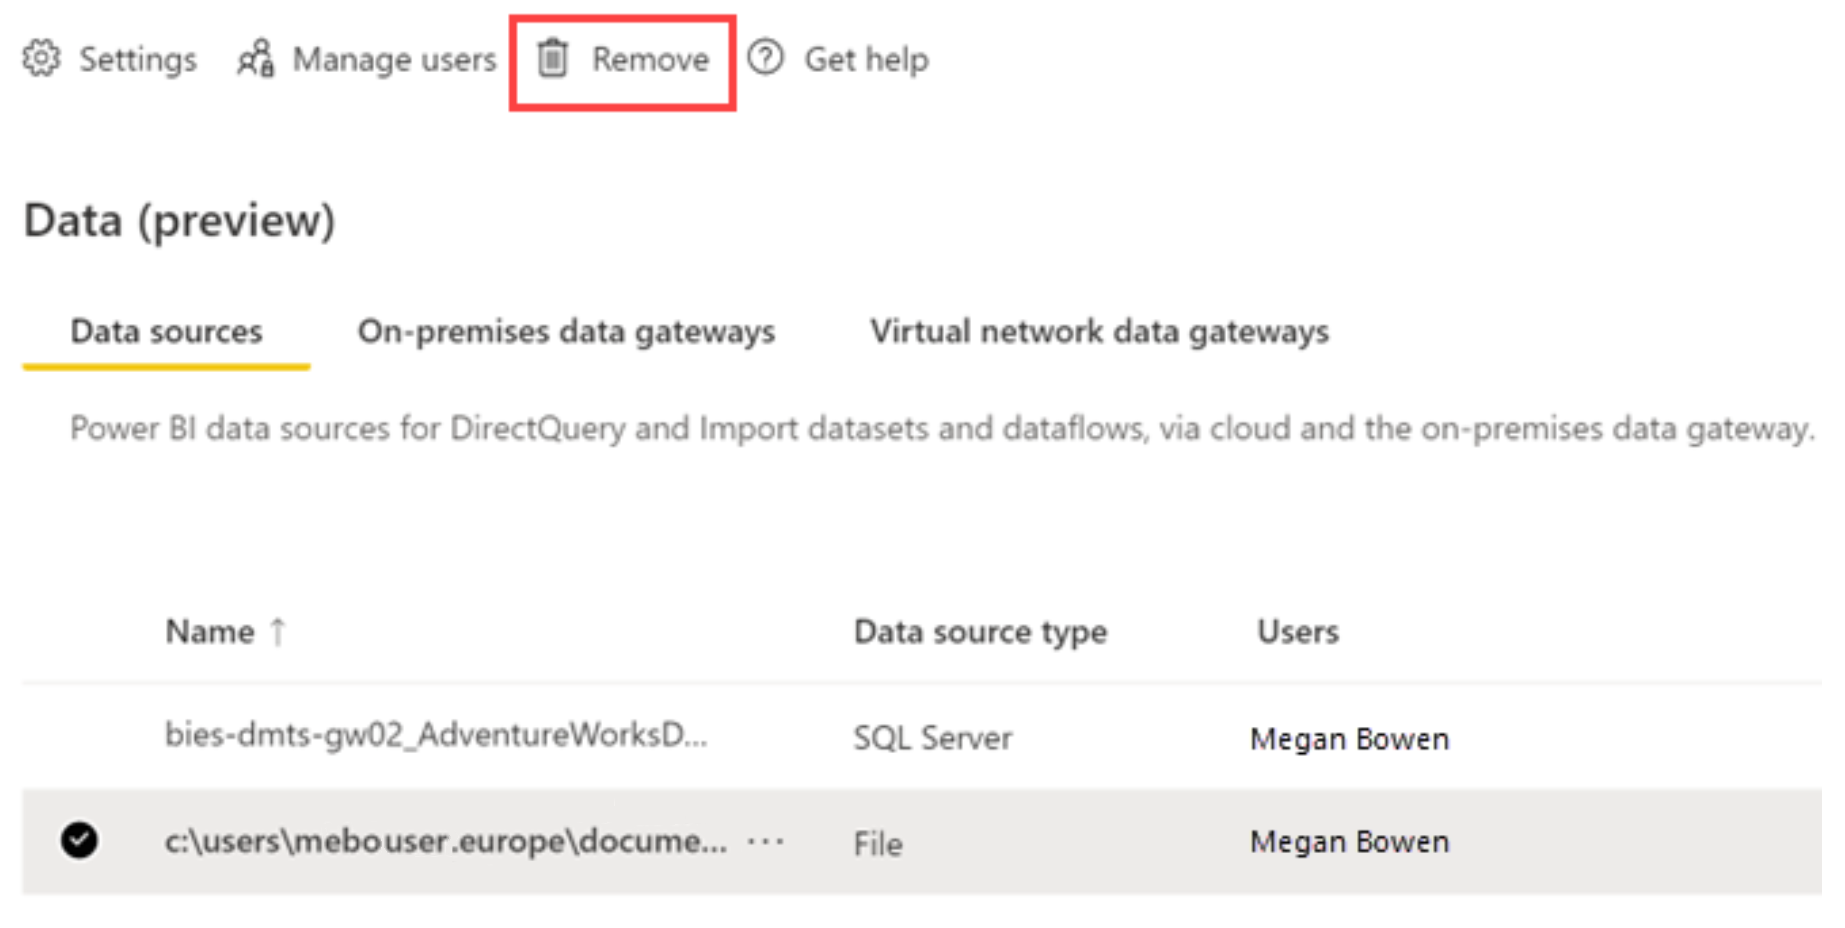 Settings Manage users Remove Get help
Data (preview)
Data sources On-premises data gateways Virtual network data gateways
Power BI data sources for DirectQuery and Import datasets and dataflows, via cloud and the on-premises data gateway.
Name ↑ Data source type Users
bies-dmts-gw02_AdventureWorksD... SQL Server Megan Bowen
c:\users\mebouser.europe\docume... ··· File Megan Bowen